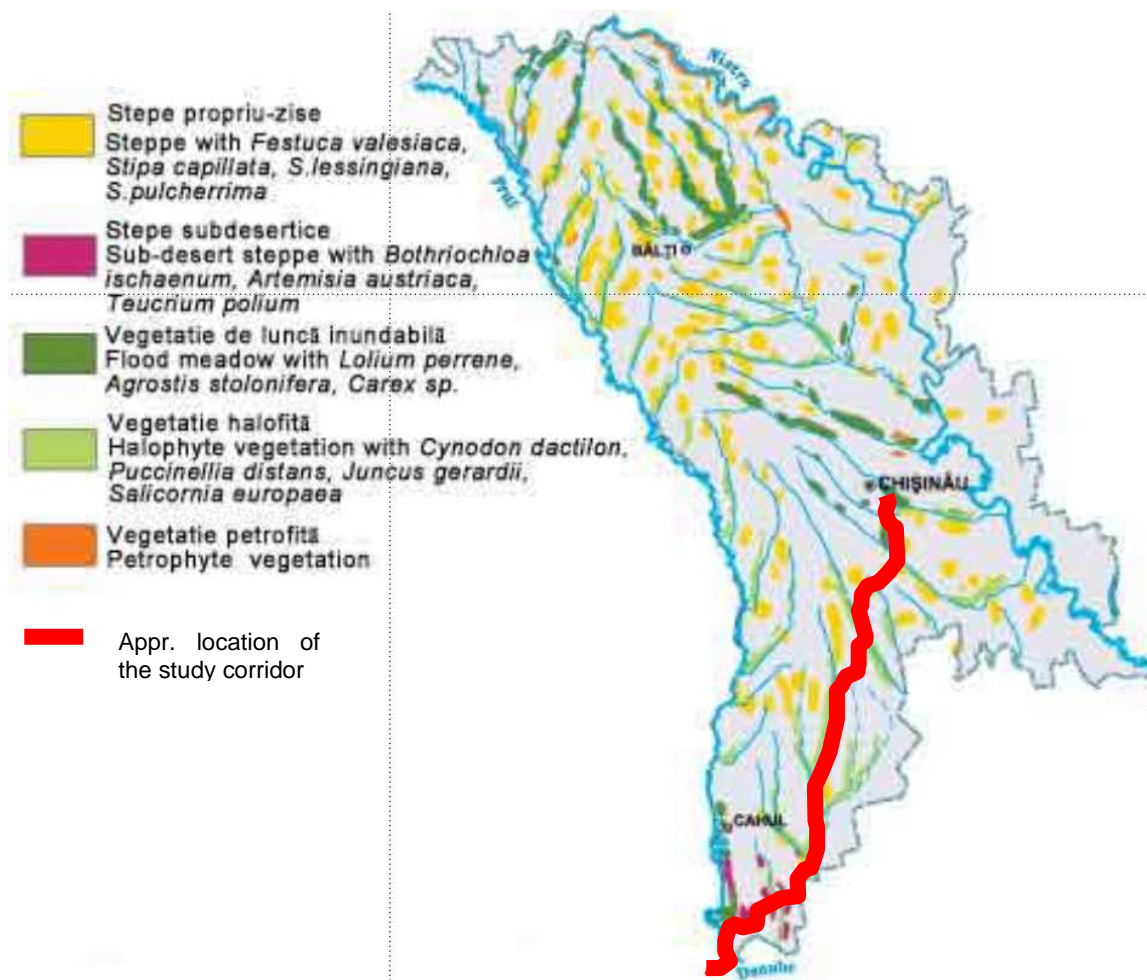 Stepe propriu-zise
Steppe with Festuca valesiaca,
Stipa capillata, S.lessingiana,
S.pulcherrima
Stepe subdesertice
Sub-desert steppe with Bothriochloa
ischaenum, Artemisia austriaca,
Teucrium polium
Vegetatie de luncă inundabilă
Flood meadow with Lolium perrene,
Agrostis stolonifera, Carex sp.
Vegetatie halofită
Halophyte vegetation with Cynodon dactilon,
Puccinellia distans, Juncus gerardii,
Salicornia europaea
Vegetatie petrofită
Petrophyte vegetation
Appr. location of
the study corridor
Nistru
Prut
BĂLŢI
CHIŞINĂU
CAHUL
Danube